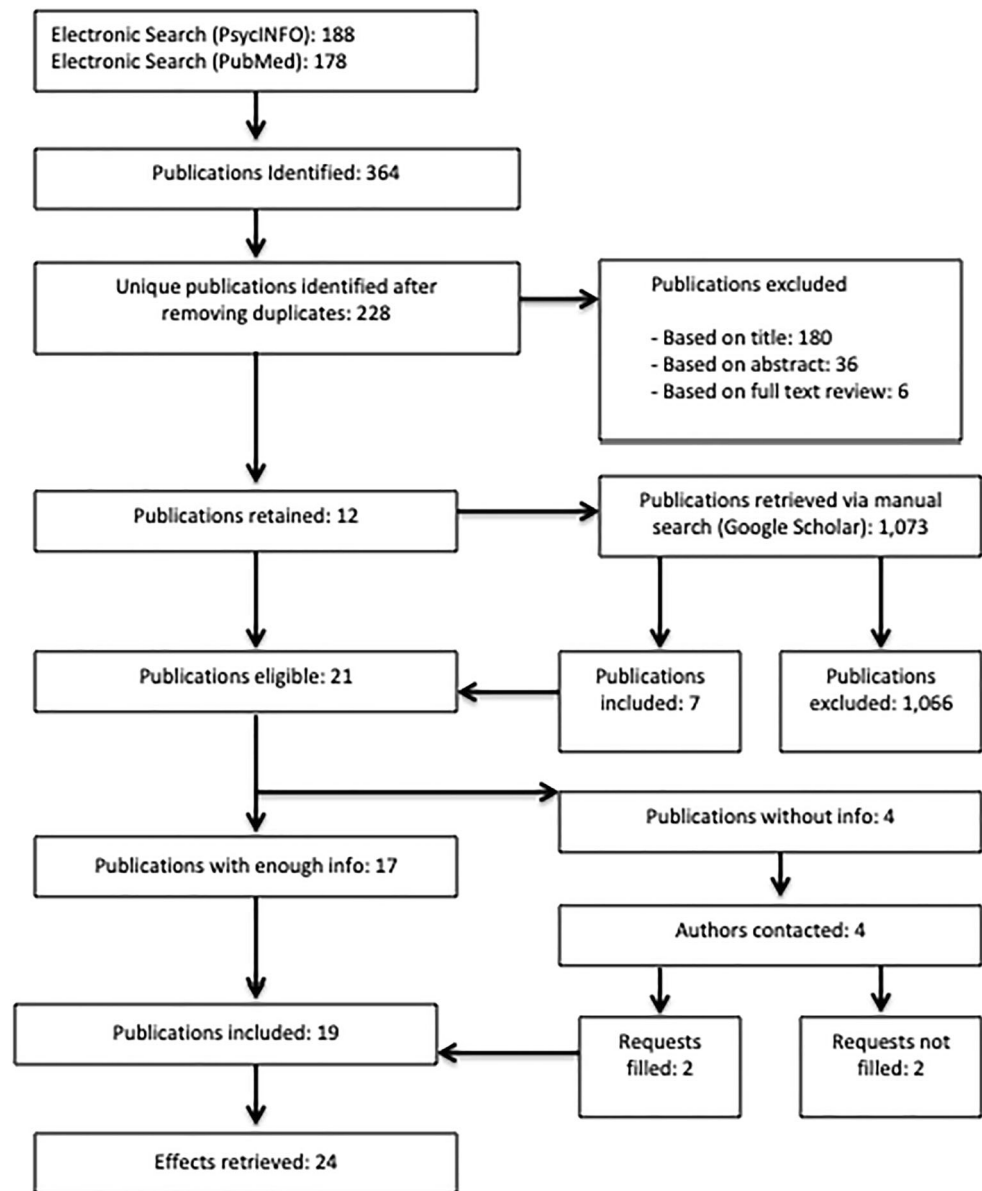 Electronic Search (PsycINFO): 188
Electronic Search (PubMed): 178
Publications Identified: 364
Unique publications identified after
removing duplicates: 228
Publications excluded
- Based on title: 180
- Based on abstract: 36
- Based on full text review: 6
Publications retained: 12
Publications retrieved via manual
search (Google Scholar): 1,073
Publications eligible: 21
Publications
included: 7
Publications
excluded: 1,066
Publications without info: 4
Publications with enough info: 17
Authors contacted: 4
Publications included: 19
Requests
filled: 2
Requests not
filled: 2
Effects retrieved: 24